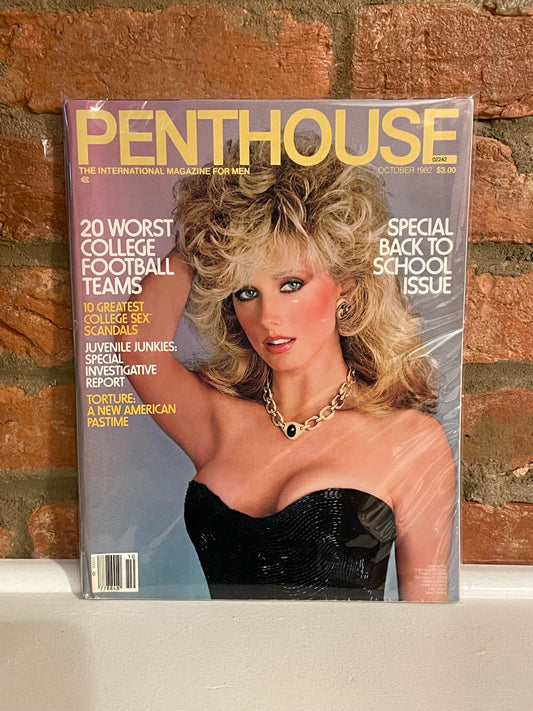 PENTHOUSE
02242
THE INTERNATIONAL MAGAZINE FOR MEN
OCTOBER 1982 $3.00
20 WORST
COLLEGE
FOOTBALL
TEAMS
10 GREATEST
COLLEGE SEX
SCANDALS
JUVENILE JUNKIES:
SPECIAL
INVESTIGATIVE
REPORT
TORTURE:
A NEW AMERICAN
PASTIME
SPECIAL
BACK TO
SCHOOL
ISSUE
10